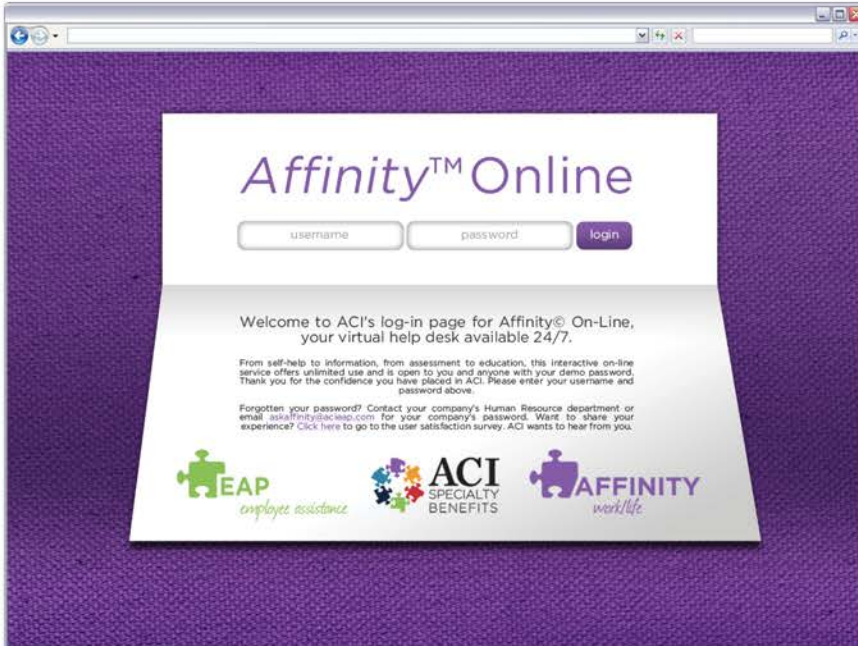 Affinity™ Online
username password login
Welcome to ACI's log-in page for Affinity© On-Line,
your virtual help desk available 24/7.
From self-help to information, from assessment to education, this interactive on-line
service offers unlimited use and is open to you and anyone with your demo password.
Thank you for the confidence you have placed in ACI. Please enter your username and
password above.
Forgotten your password? Contact your company's Human Resource department or
email askaffinity@acieap.com for your company's password. Want to share your
experience? Click here to go to the user satisfaction survey. ACI wants to hear from you.
EAP
employee assistance
ACI
SPECIALTY
BENEFITS
AFFINITY
work/life